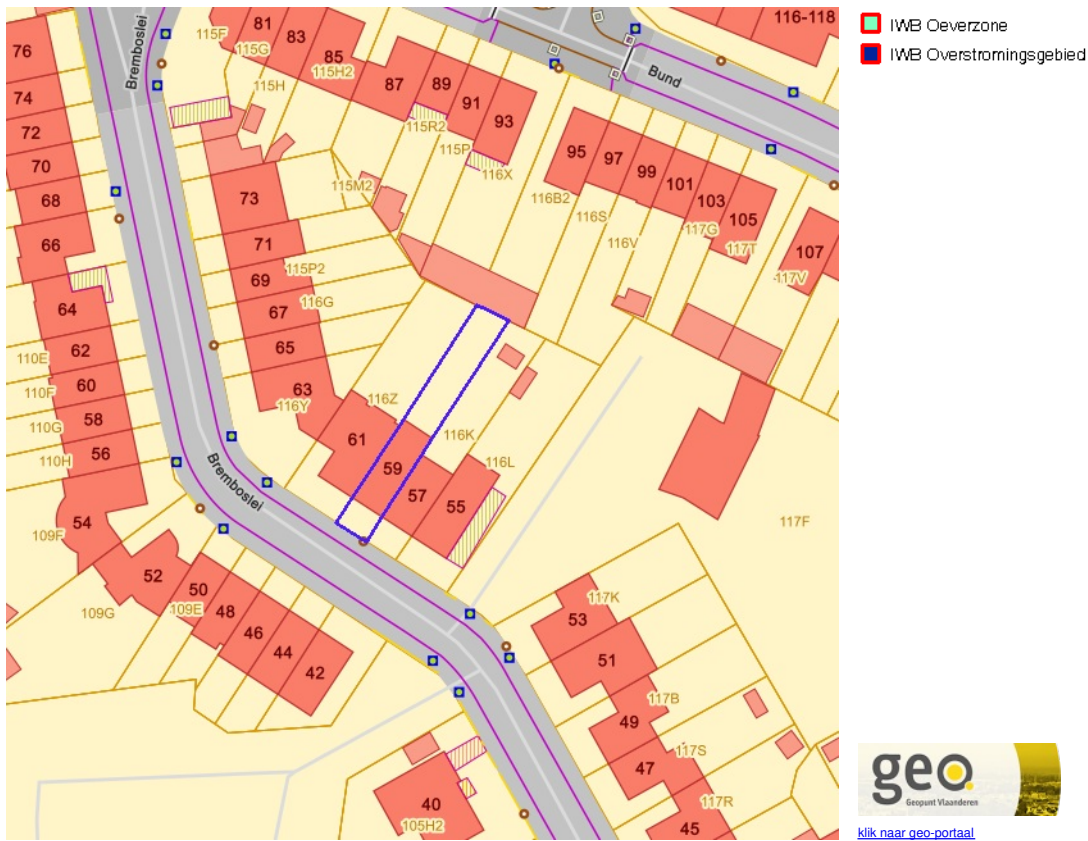 IWB Oeverzone
IWB Overstromingsgebied
76
74
72
70
68
66
64
62
60
58
56
54
110E
110F
110G
110H
109F
109G
109E
Bremboslei
81
83
85
87
89
91
93
115F
115G
115H2
115H
115R2
115P
116X
115M2
Bund
116-118
95
97
99
101
103
105
107
116B2
116S
116V
117G
117T
117V
73
71
69
67
65
63
115P2
116G
116Y
116Z
116K
116L
61
59
57
55
Bremboslei
117F
52
50
48
46
44
42
117K
53
51
49
47
45
117B
117S
117R
40
105H2
geo
Geopunt Vlaanderen
klik naar geo-portaal